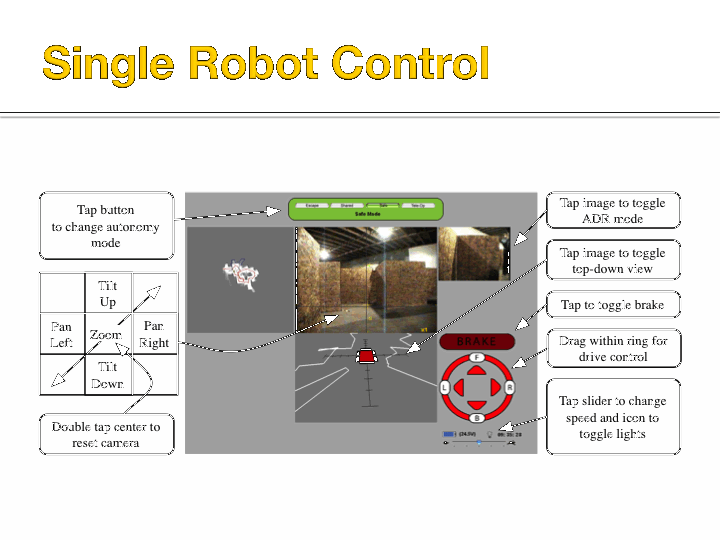 Single Robot Control
Tap button
to change autonomy
mode
Tilt
Up
Pan
Left
Zoom
Pan
Right
Tilt
Down
Double tap center to
reset camera
Escape
Shared
Safe
Tele Op
Safe Mode
BRAKE
F
L
R
B
Tap image to toggle
ADR mode
Tap image to toggle
top-down view
Tap to toggle brake
Drag within ring for
drive control
Tap slider to change
speed and icon to
toggle lights